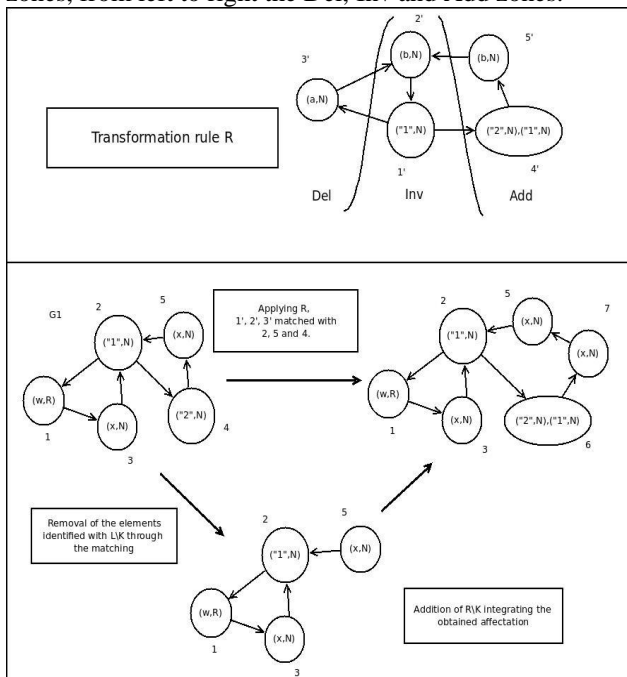 zones, from left to right the Del, Inv and Add zones.
2'
5'
3'
(b,N)
(b,N)
(a,N)
Transformation rule R
("1",N)
("2",N),("1",N)
1'
4'
Del
Inv
Add
G1
2
5
Applying R,
1', 2', 3' matched with
2, 5 and 4.
2
5
7
("1",N)
(x,N)
("1",N)
(x,N)
(x,N)
(w,R)
(x,N)
("2",N)
(w,R)
(x,N)
("2",N),("1",N)
1
3
4
1
3
6
Removal of the elements
identified with L\K through
the matching
2
5
("1",N)
(x,N)
(w,R)
(x,N)
1
3
Addition of R\K integrating the
obtained affectation